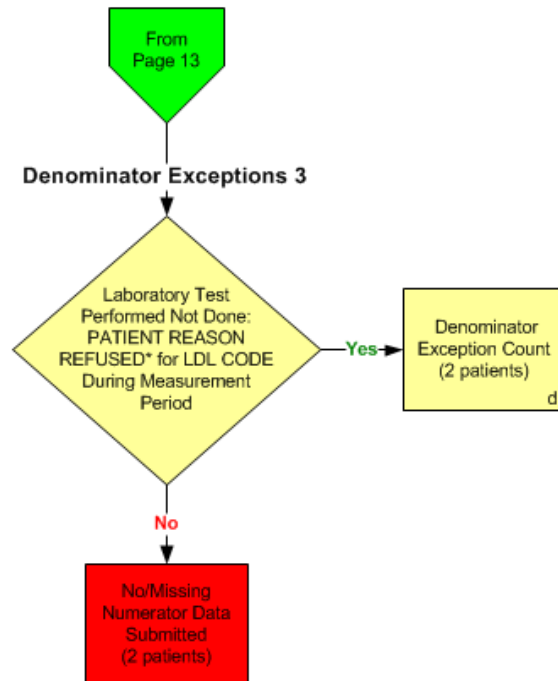 From
Page 13
Denominator Exceptions 3
Laboratory Test
Performed Not Done:
PATIENT REASON
REFUSED* for LDL CODE
During Measurement
Period
Yes
Denominator
Exception Count
(2 patients)
d
No
No/Missing
Numerator Data
Submitted
(2 patients)